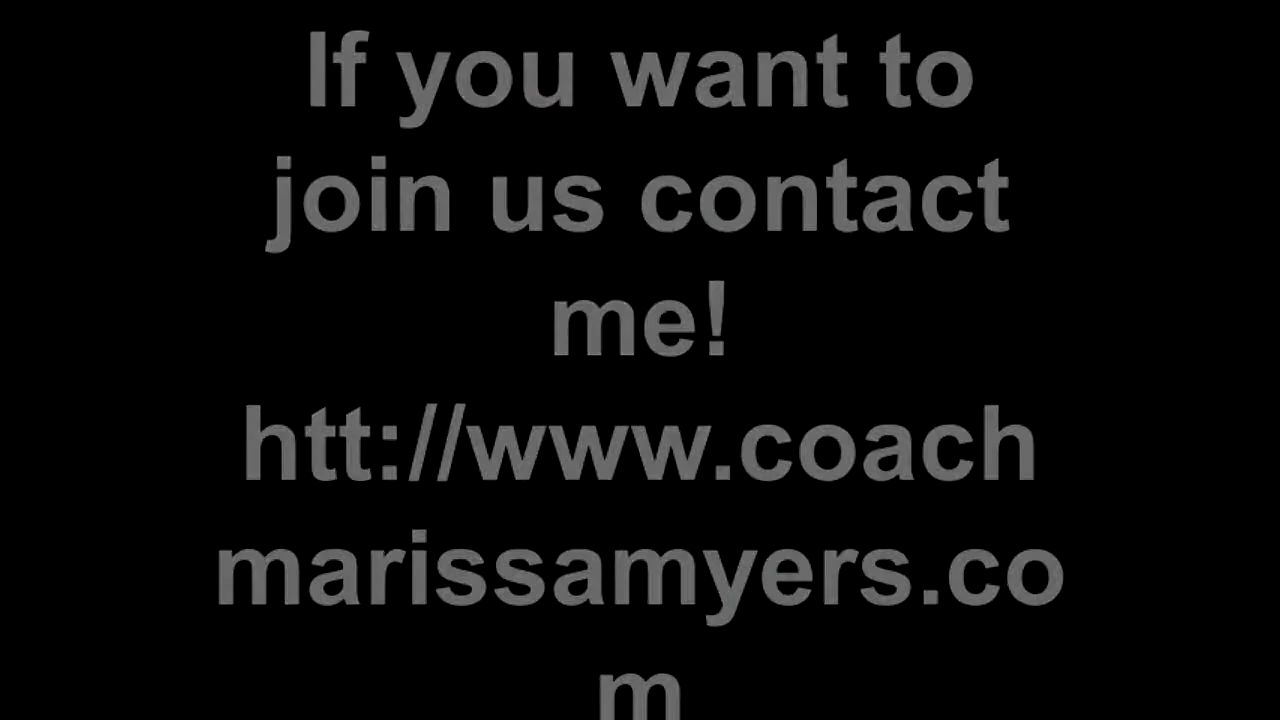 If you want to
join us contact
me!
htt://www.coach
marissamyers.co
m